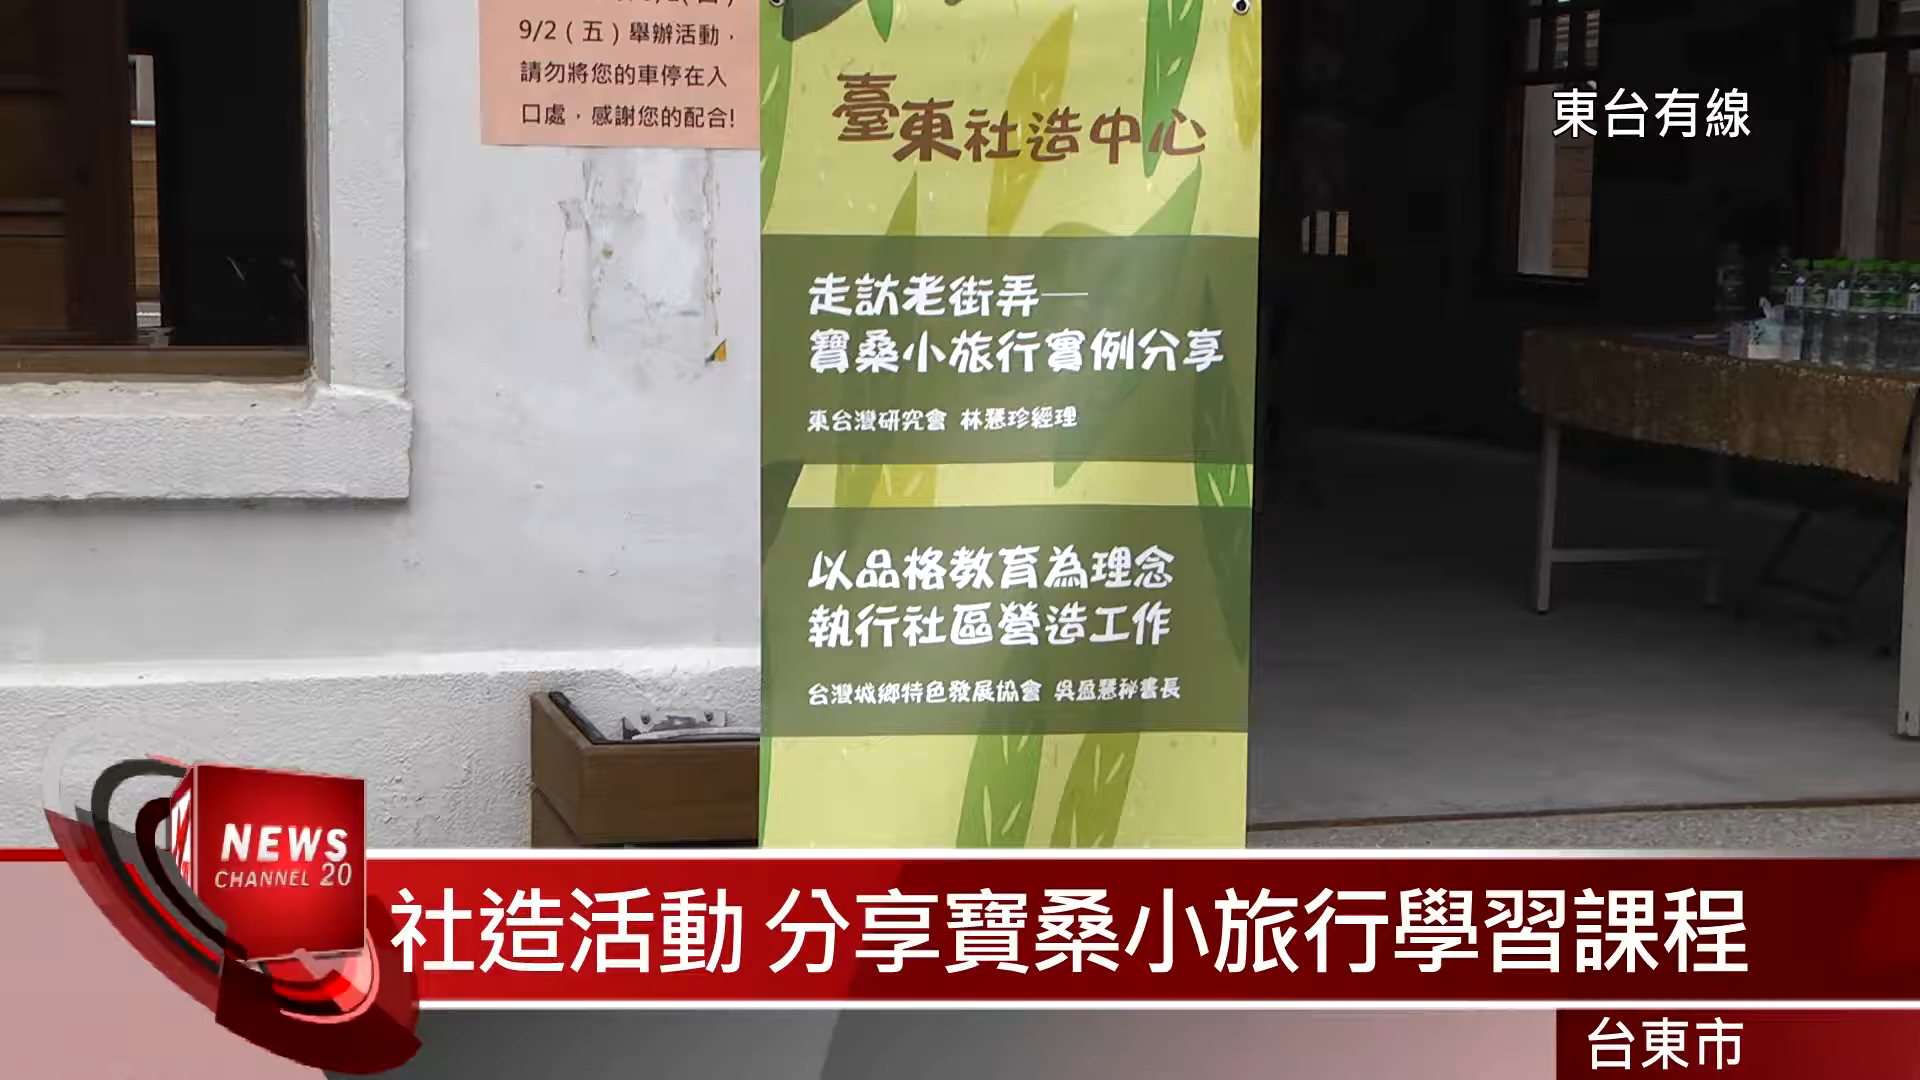 9/2（五）舉辦活動，
請勿將您的車停在入
口處，感謝您的配合!
東台有線
臺東社造中心
走訪老街弄—
寶桑小旅行實例分享
東台灣研究會 林慧珍經理
以品格教育為理念
執行社區營造工作
台灣城鄉特色發展協會 吳盈慧秘書長
NEWS
CHANNEL 20
社造活動 分享寶桑小旅行學習課程
台東市